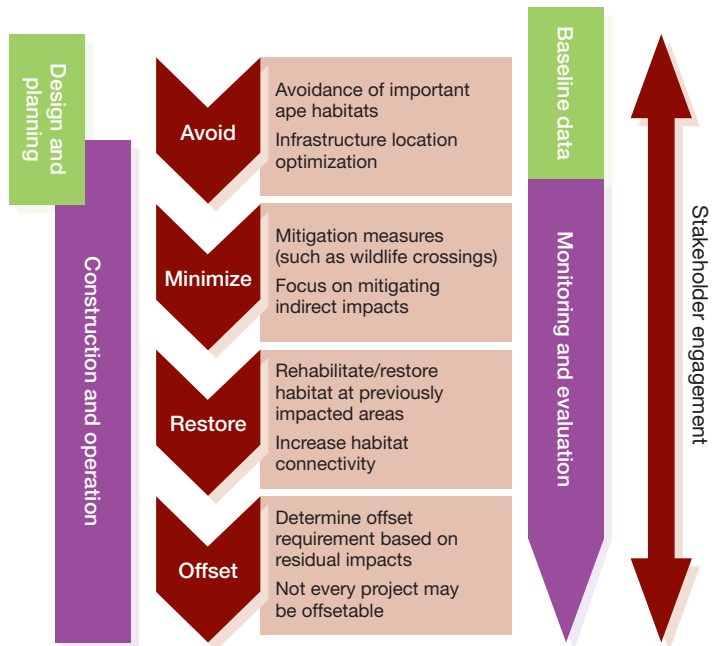 Design and
planning
Construction and operation
Avoid
Avoidance of important
ape habitats
Infrastructure location
optimization
Minimize
Mitigation measures
(such as wildlife crossings)
Focus on mitigating
indirect impacts
Restore
Rehabilitate/restore
habitat at previously
impacted areas
Increase habitat
connectivity
Offset
Determine offset
requirement based on
residual impacts
Not every project may
be offsetable
Baseline data
Monitoring and evaluation
Stakeholder engagement